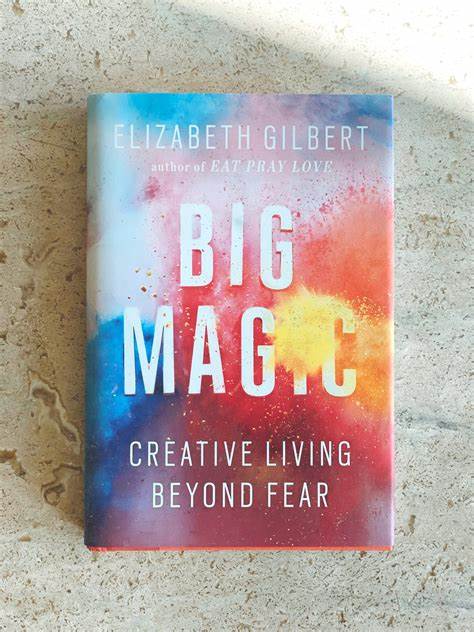 ELIZABETH GILBERT
author of EAT PRAY LOVE
BIG
MAGIC
CREATIVE LIVING
BEYOND FEAR